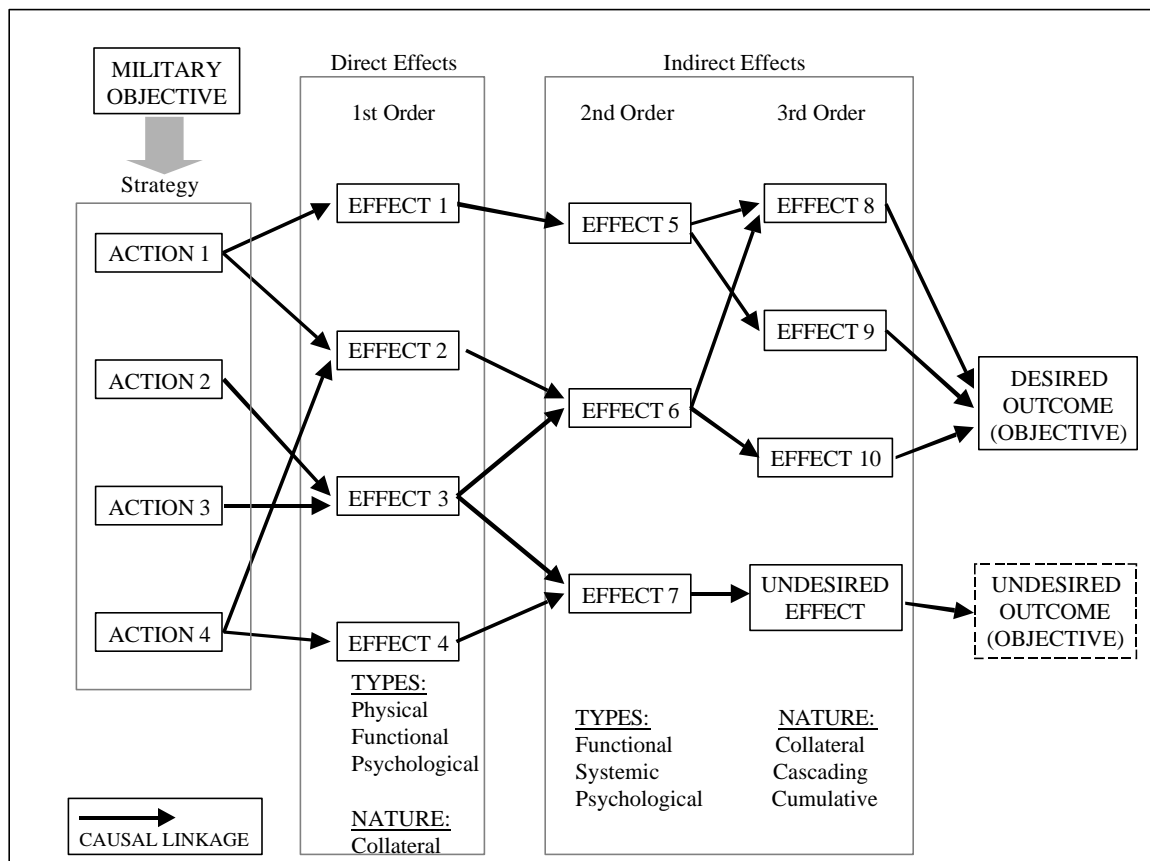 MILITARY
OBJECTIVE
Strategy
ACTION 1
ACTION 2
ACTION 3
ACTION 4
Direct Effects
1st Order
EFFECT 1
EFFECT 2
EFFECT 3
EFFECT 4
TYPES:
Physical
Functional
Psychological
NATURE:
Collateral
Indirect Effects
2nd Order
EFFECT 5
EFFECT 6
EFFECT 7
TYPES:
Functional
Systemic
Psychological
3rd Order
EFFECT 8
EFFECT 9
EFFECT 10
UNDESIRED
EFFECT
NATURE:
Collateral
Cascading
Cumulative
DESIRED
OUTCOME
(OBJECTIVE)
UNDESIRED
OUTCOME
(OBJECTIVE)
CAUSAL LINKAGE